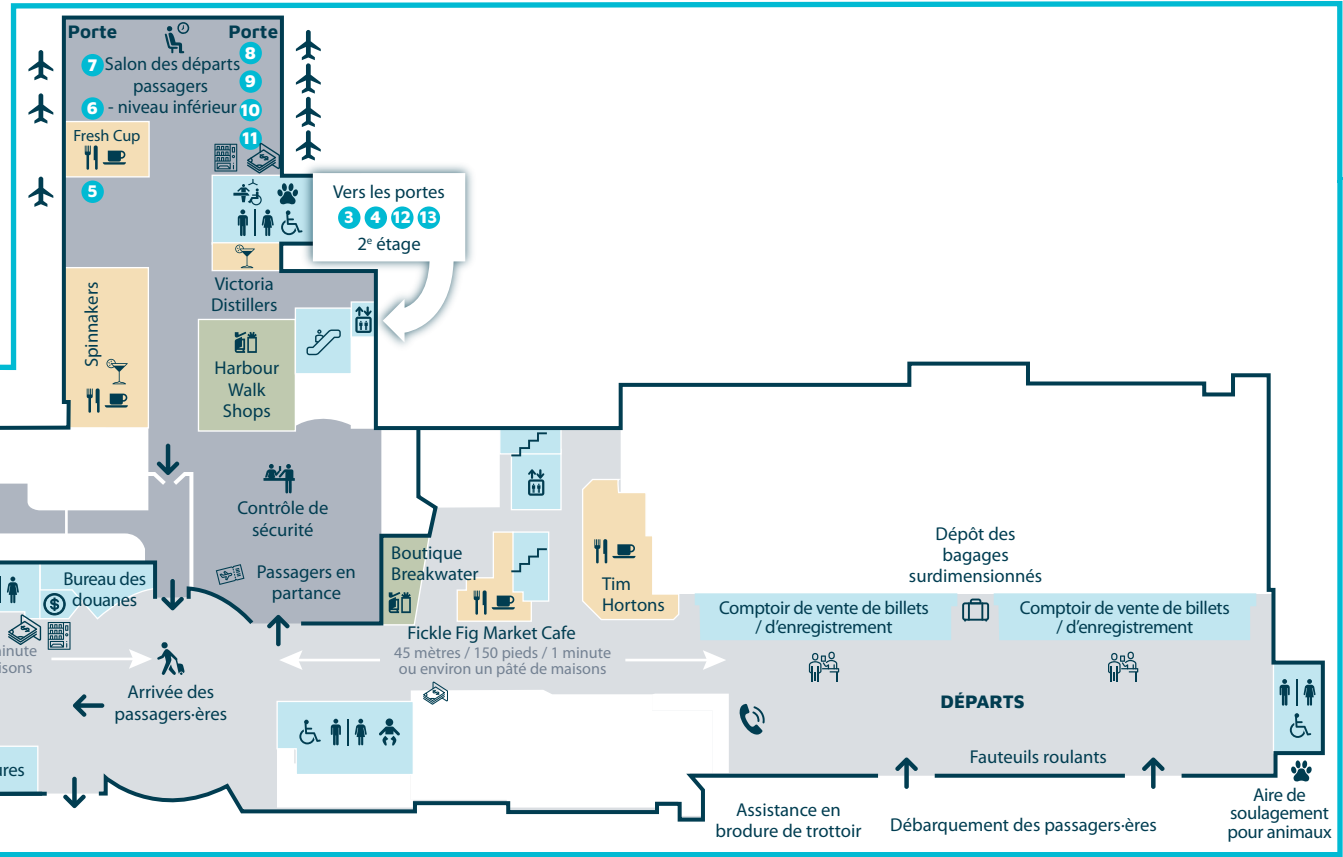 Porte
Porte
7
Salon des départs
passagers
- niveau inférieur
8
9
6
10
11
Fresh Cup
5
Vers les portes
3 4 12 13
2e étage
Victoria
Distillers
Spinnakers
Harbour
Walk
Shops
Contrôle de
sécurité
Passagers en
partance
Boutique
Breakwater
Tim
Hortons
Dépôt des
bagages
surdimensionnés
Bureau des
douanes
Comptoir de vente de billets
/ d'enregistrement
Comptoir de vente de billets
/ d'enregistrement
Fickle Fig Market Cafe
45 mètres / 150 pieds / 1 minute
ou environ un pâté de maisons
Arrivée des
passagers·ères
DÉPARTS
Fauteuils roulants
Assistance en
brodure de trottoir
Débarquement des passagers·ères
Aire de
soulagement
pour animaux